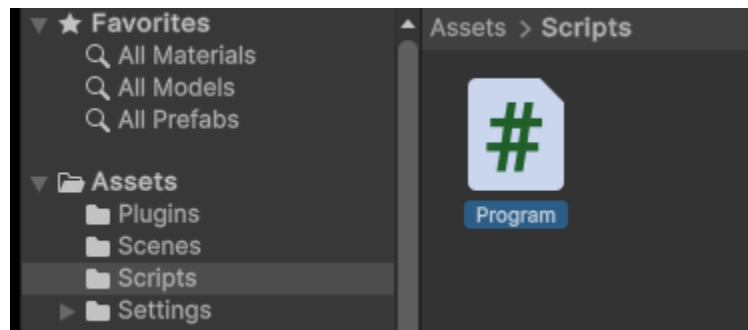 Favorites
All Materials
All Models
All Prefabs
Assets
Plugins
Scenes
Scripts
Settings
Assets > Scripts
#
Program